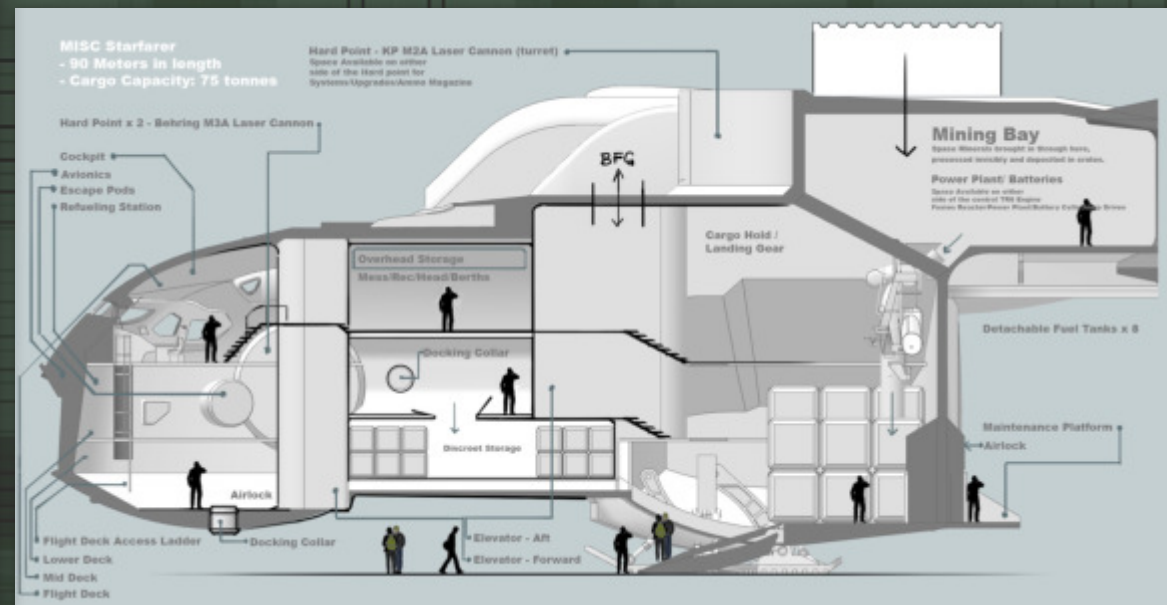 MISC Starfarer
- 90 Meters in length
- Cargo Capacity: 75 tonnes
Hard Point - KP M2A Laser Cannon (turret)
Space Available on either
side of the Hard point for
Systems/Upgrades/Ammo Magazine
Hard Point x 2 - Behring M3A Laser Cannon
Cockpit
Avionics
Escape Pods
Refueling Station
BFG
Mining Bay
Space Minerals brought in through here,
processed invisibly and deposited in crates.
Power Plant/ Batteries
Space Available on either
side of the central TR6 Engine
Cargo Hold /
Landing Gear
Overhead Storage
Mess/Rec/Head/Berths
Docking Collar
Discreet Storage
Detachable Fuel Tanks x 8
Maintenance Platform
Airlock
Airlock
Docking Collar
Elevator - Aft
Elevator - Forward
Flight Deck Access Ladder
Lower Deck
Mid Deck
Flight Deck